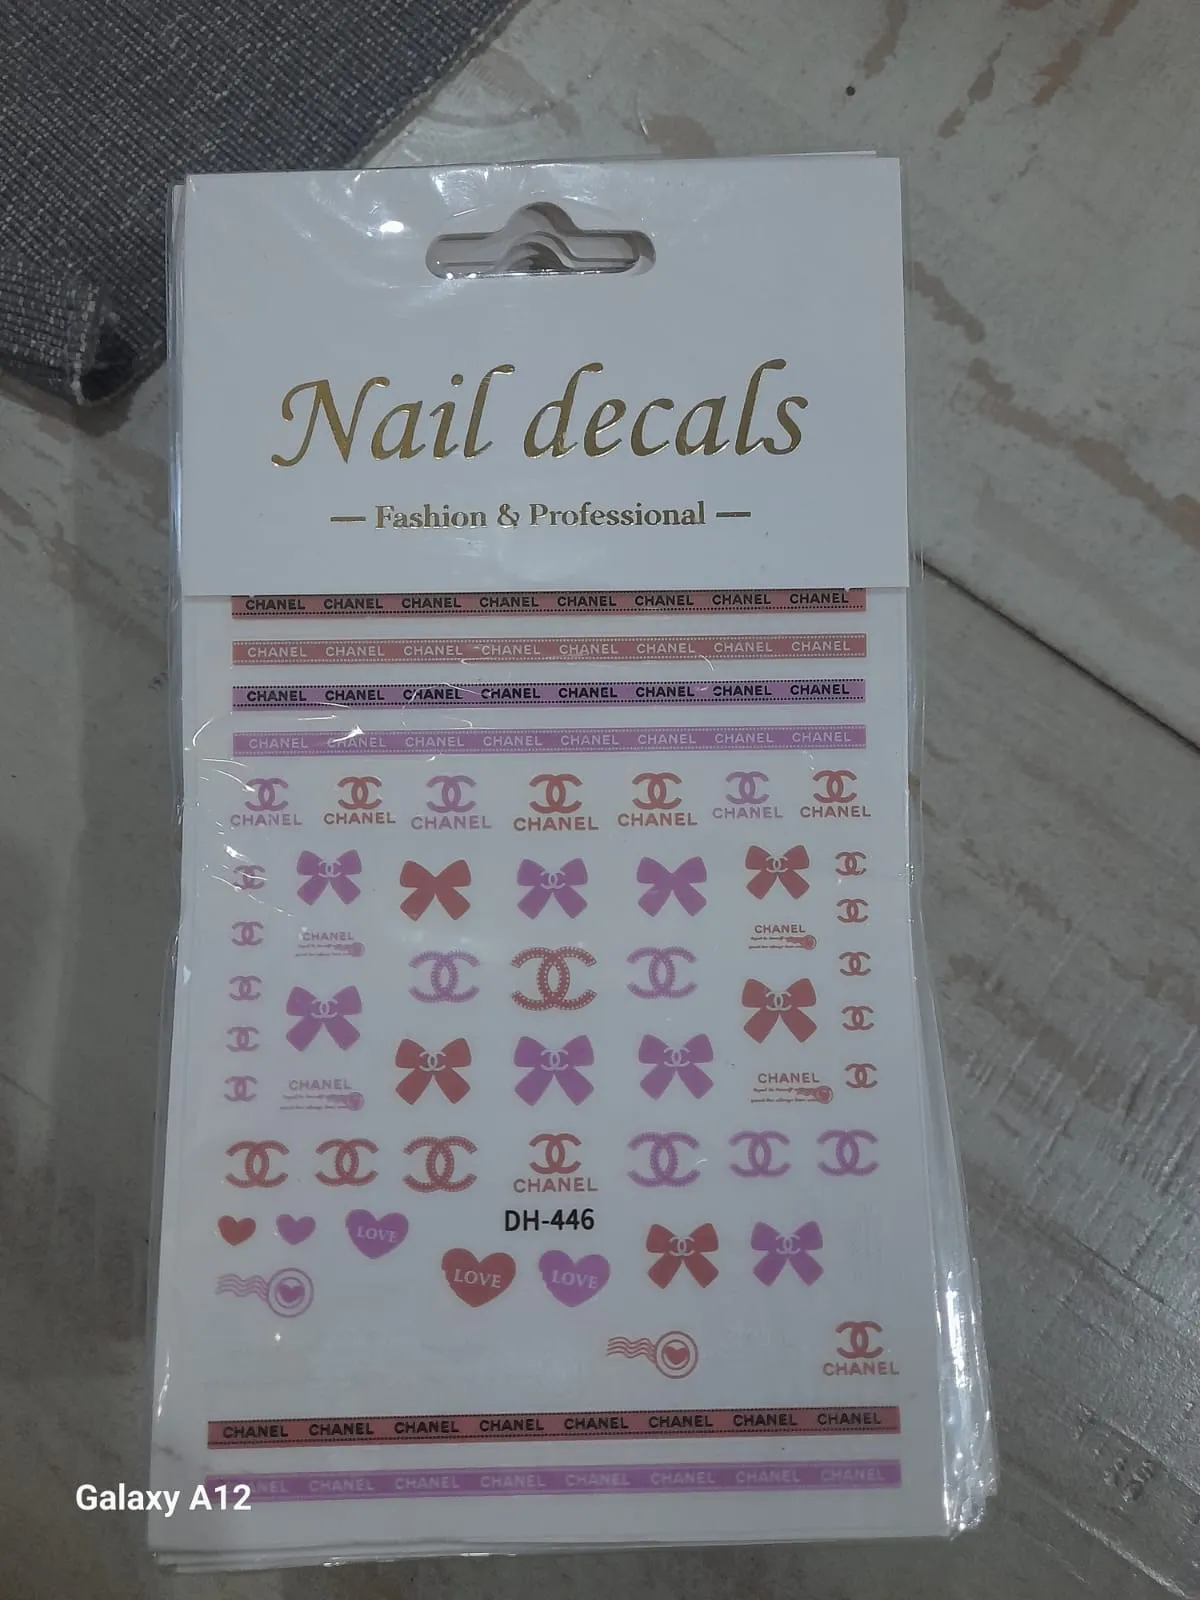 Nail decals
— Fashion & Professional —
CHANEL CHANEL CHANEL CHANEL CHANEL CHANEL CHANEL CHANEL
CHANEL CHANEL CHANEL CHANEL CHANEL CHANEL CHANEL CHANEL
CHANEL CHANEL CHANEL CHANEL CHANEL CHANEL CHANEL CHANEL
CHANEL CHANEL CHANEL CHANEL CHANEL CHANEL CHANEL CHANEL
CHANEL CHANEL CHANEL CHANEL CHANEL CHANEL CHANEL
CHANEL CHANEL
CHANEL CHANEL
CHANEL
DH-446
LOVE
LOVE LOVE
CHANEL
CHANEL CHANEL CHANEL CHANEL CHANEL CHANEL CHANEL CHANEL
CHANEL CHANEL CHANEL CHANEL CHANEL CHANEL CHANEL
Galaxy A12